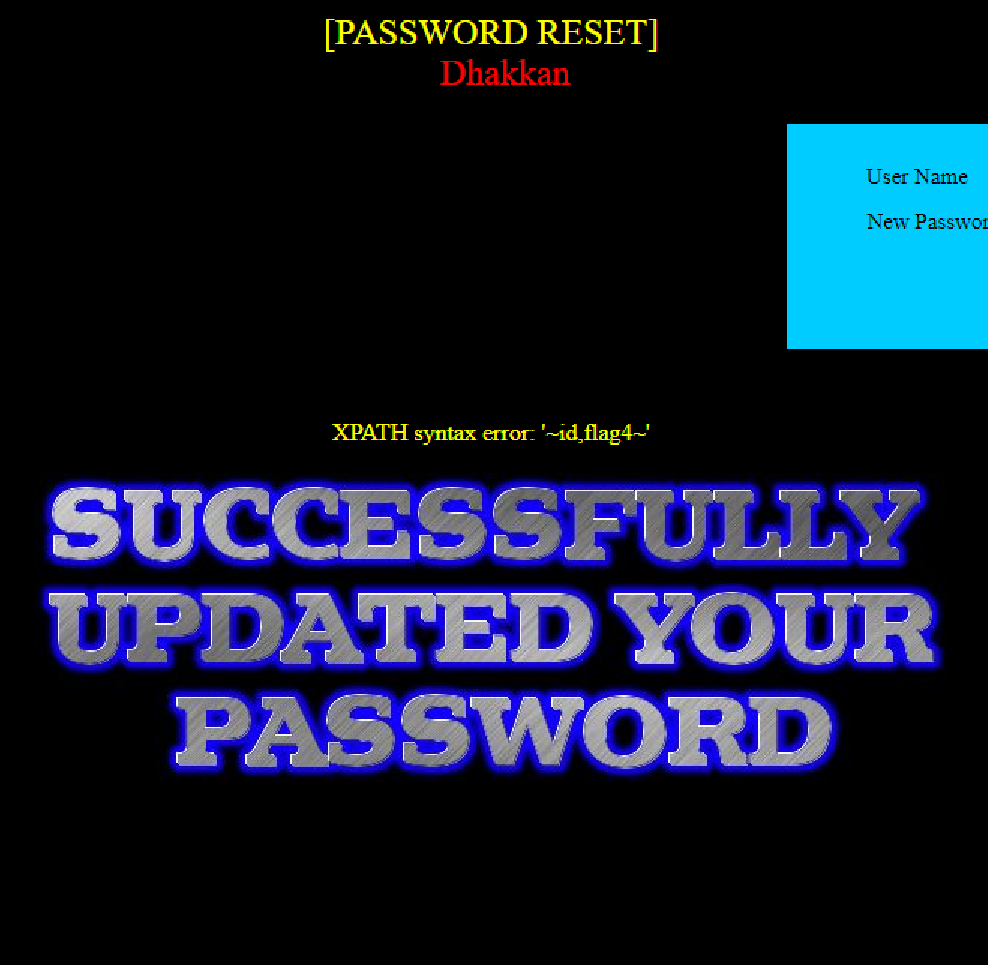 [PASSWORD RESET]
Dhakkan
User Name
New Passwor
XPATH syntax error: '~id,flag4~'
SUCCESSFULLY
UPDATED YOUR
PASSWORD